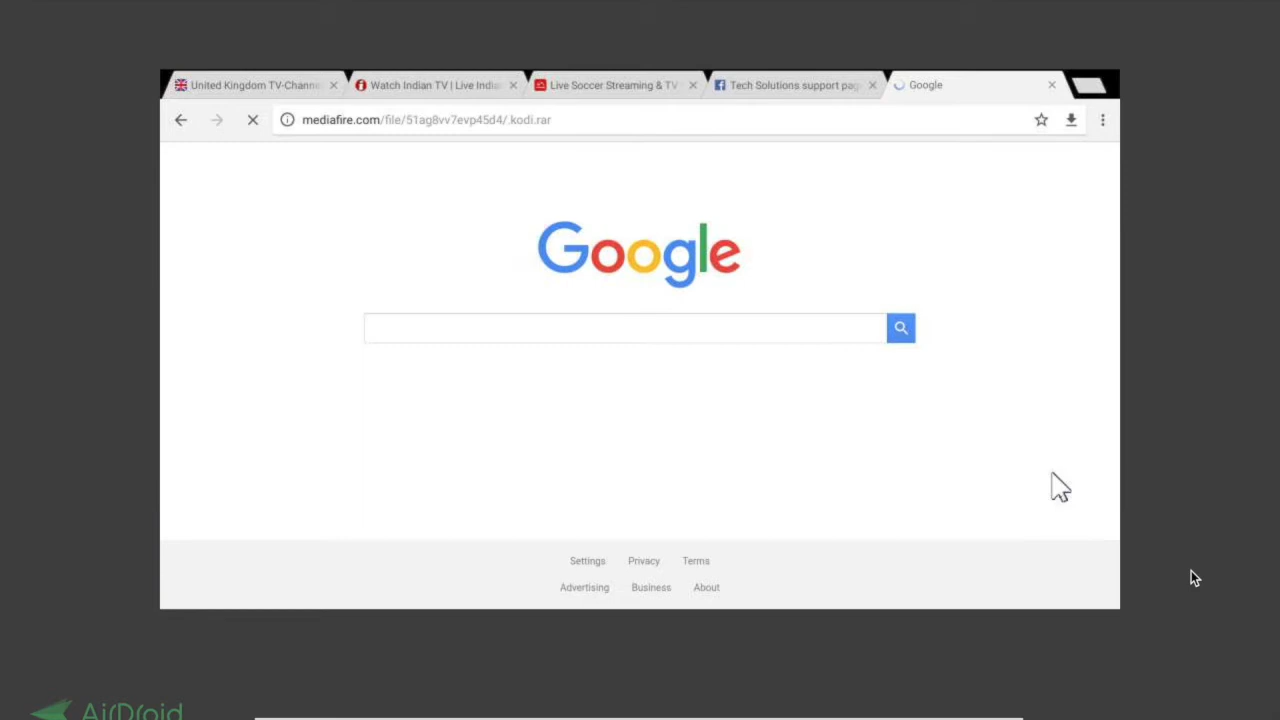 United Kingdom TV-Channe
Watch Indian TV | Live India
Live Soccer Streaming & TV
Tech Solutions support pag
Google
mediafire.com/file/51ag8vv7evp45d4/.kodi.rar
Google
Settings Privacy Terms
Advertising Business About
AirDroid